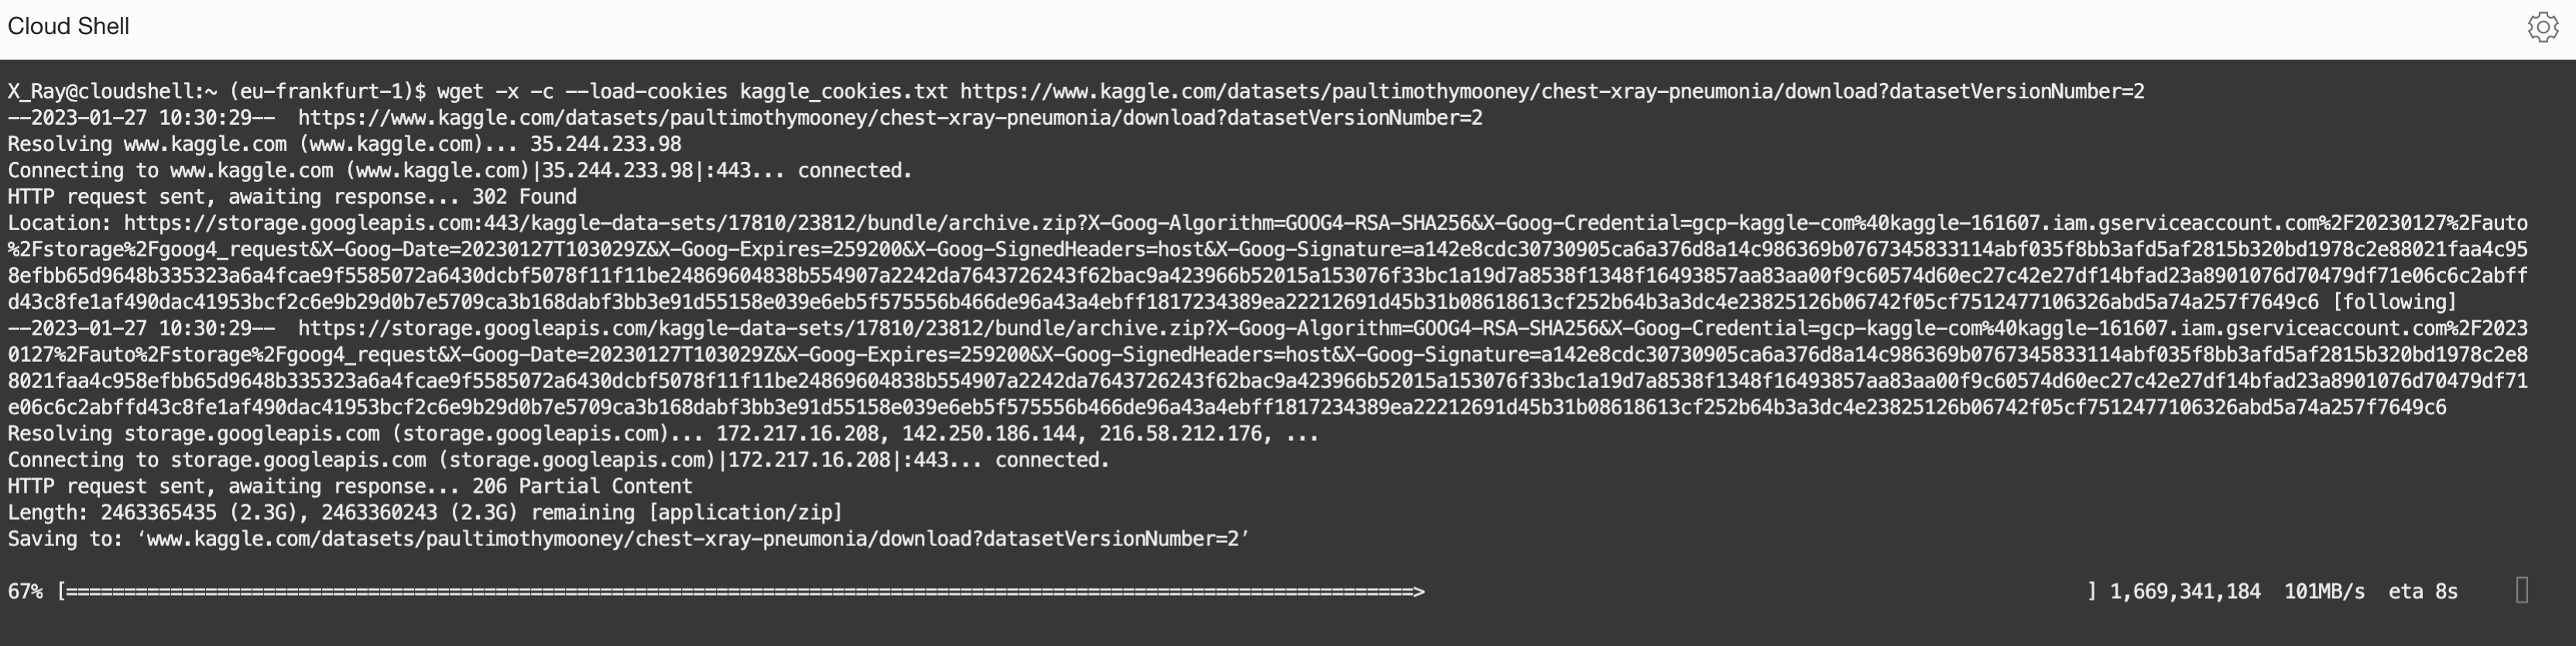 Cloud Shell
X_Ray@cloudshell:~ (eu-frankfurt-1)$ wget -x -c --load-cookies kaggle_cookies.txt https://www.kaggle.com/datasets/paultimothymooney/chest-xray-pneumonia/download?datasetVersionNumber=2
--2023-01-27 10:30:29--  https://www.kaggle.com/datasets/paultimothymooney/chest-xray-pneumonia/download?datasetVersionNumber=2
Resolving www.kaggle.com (www.kaggle.com)... 35.244.233.98
Connecting to www.kaggle.com (www.kaggle.com)|35.244.233.98|:443... connected.
HTTP request sent, awaiting response... 302 Found
Location: https://storage.googleapis.com:443/kaggle-data-sets/17810/23812/bundle/archive.zip?X-Goog-Algorithm=GOOG4-RSA-SHA256&X-Goog-Credential=gcp-kaggle-com%40kaggle-161607.iam.gserviceaccount.com%2F20230127%2Fauto
%2Fstorage%2Fgoog4_request&X-Goog-Date=20230127T103029Z&X-Goog-Expires=259200&X-Goog-SignedHeaders=host&X-Goog-Signature=a142e8cdc30730905ca6a376d8a14c986369b0767345833114abf035f8bb3afd5af2815b320bd1978c2e88021faa4c95
8efbb65d9648b335323a6a4fcae9f5585072a6430dcbf5078f11f11be24869604838b554907a2242da7643726243f62bac9a423966b52015a153076f33bc1a19d7a8538f1348f16493857aa83aa00f9c60574d60ec27c42e27df14bfad23a8901076d70479df71e06c6c2abff
d43c8fe1af490dac41953bcf2c6e9b29d0b7e5709ca3b168dabf3bb3e91d55158e039e6eb5f575556b466de96a43a4ebff1817234389ea22212691d45b31b08618613cf252b64b3a3dc4e23825126b06742f05cf7512477106326abd5a74a257f7649c6 [following]
--2023-01-27 10:30:29--  https://storage.googleapis.com/kaggle-data-sets/17810/23812/bundle/archive.zip?X-Goog-Algorithm=GOOG4-RSA-SHA256&X-Goog-Credential=gcp-kaggle-com%40kaggle-161607.iam.gserviceaccount.com%2F2023
0127%2Fauto%2Fstorage%2Fgoog4_request&X-Goog-Date=20230127T103029Z&X-Goog-Expires=259200&X-Goog-SignedHeaders=host&X-Goog-Signature=a142e8cdc30730905ca6a376d8a14c986369b0767345833114abf035f8bb3afd5af2815b320bd1978c2e8
8021faa4c958efbb65d9648b335323a6a4fcae9f5585072a6430dcbf5078f11f11be24869604838b554907a2242da7643726243f62bac9a423966b52015a153076f33bc1a19d7a8538f1348f16493857aa83aa00f9c60574d60ec27c42e27df14bfad23a8901076d70479df71
e06c6c2abffd43c8fe1af490dac41953bcf2c6e9b29d0b7e5709ca3b168dabf3bb3e91d55158e039e6eb5f575556b466de96a43a4ebff1817234389ea22212691d45b31b08618613cf252b64b3a3dc4e23825126b06742f05cf7512477106326abd5a74a257f7649c6
Resolving storage.googleapis.com (storage.googleapis.com)... 172.217.16.208, 142.250.186.144, 216.58.212.176, ...
Connecting to storage.googleapis.com (storage.googleapis.com)|172.217.16.208|:443... connected.
HTTP request sent, awaiting response... 206 Partial Content
Length: 2463365435 (2.3G), 2463360243 (2.3G) remaining [application/zip]
Saving to: ‘www.kaggle.com/datasets/paultimothymooney/chest-xray-pneumonia/download?datasetVersionNumber=2’
67% [====================================================================================================================>                                                         ] 1,669,341,184  101MB/s  eta 8s